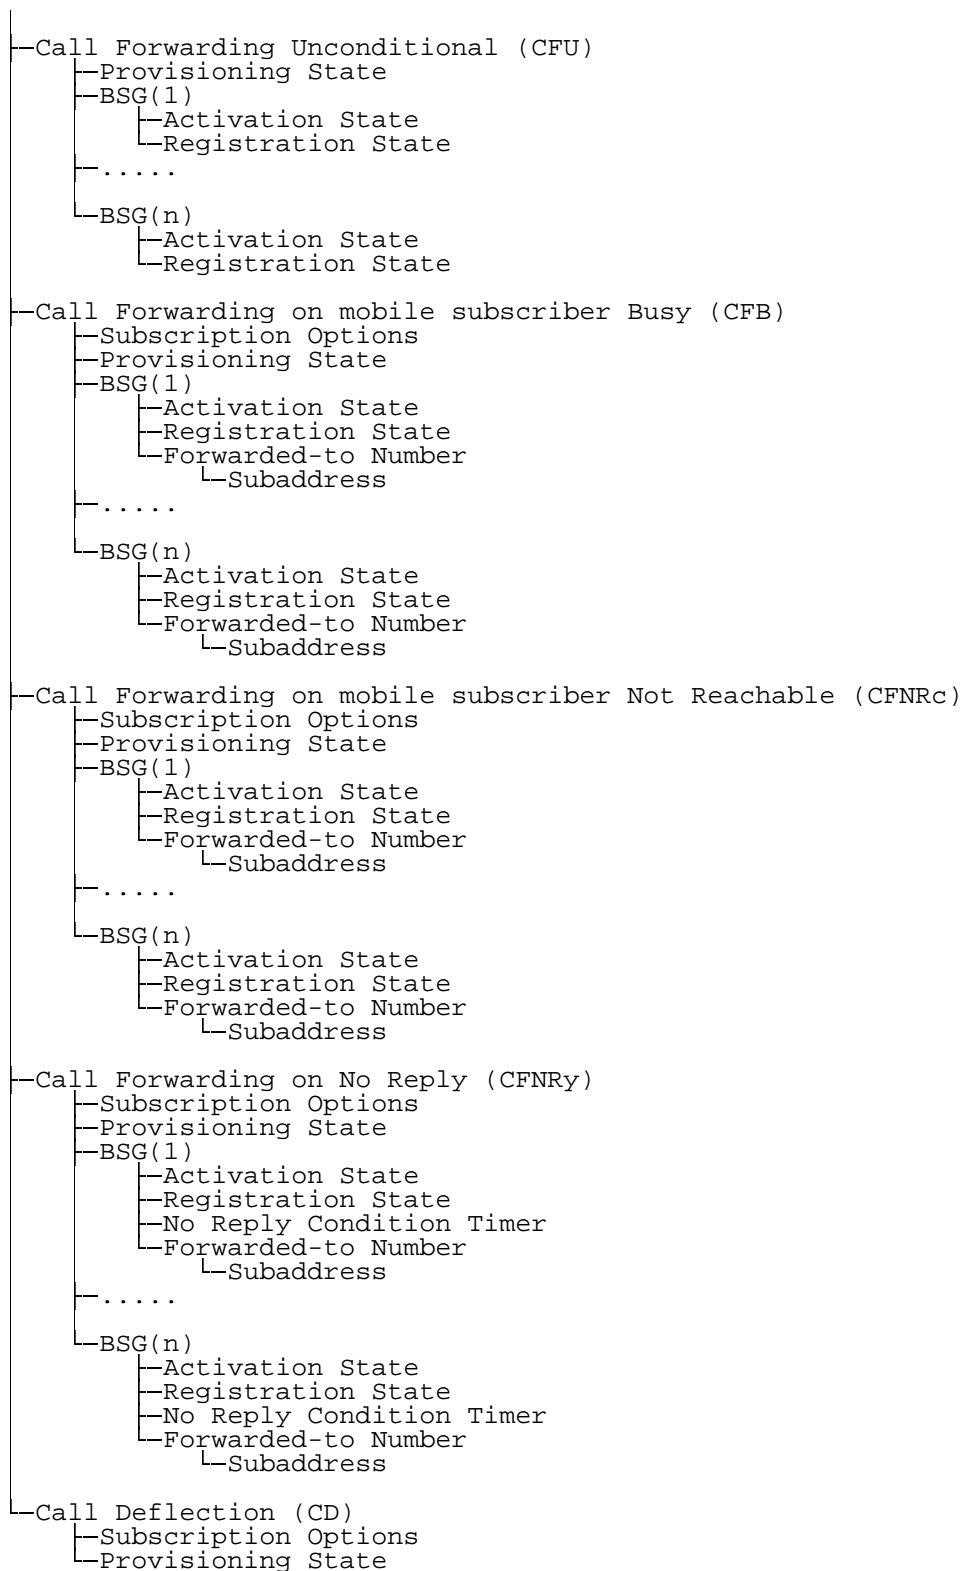 Call Forwarding Unconditional (CFU)
Provisioning State
BSG(1)
Activation State
Registration State
.....
BSG(n)
Activation State
Registration State
Call Forwarding on mobile subscriber Busy (CFB)
Subscription Options
Provisioning State
BSG(1)
Activation State
Registration State
Forwarded-to Number
Subaddress
.....
BSG(n)
Activation State
Registration State
Forwarded-to Number
Subaddress
Call Forwarding on mobile subscriber Not Reachable (CFNRc)
Subscription Options
Provisioning State
BSG(1)
Activation State
Registration State
Forwarded-to Number
Subaddress
.....
BSG(n)
Activation State
Registration State
Forwarded-to Number
Subaddress
Call Forwarding on No Reply (CFNRy)
Subscription Options
Provisioning State
BSG(1)
Activation State
Registration State
No Reply Condition Timer
Forwarded-to Number
Subaddress
.....
BSG(n)
Activation State
Registration State
No Reply Condition Timer
Forwarded-to Number
Subaddress
Call Deflection (CD)
Subscription Options
Provisioning State